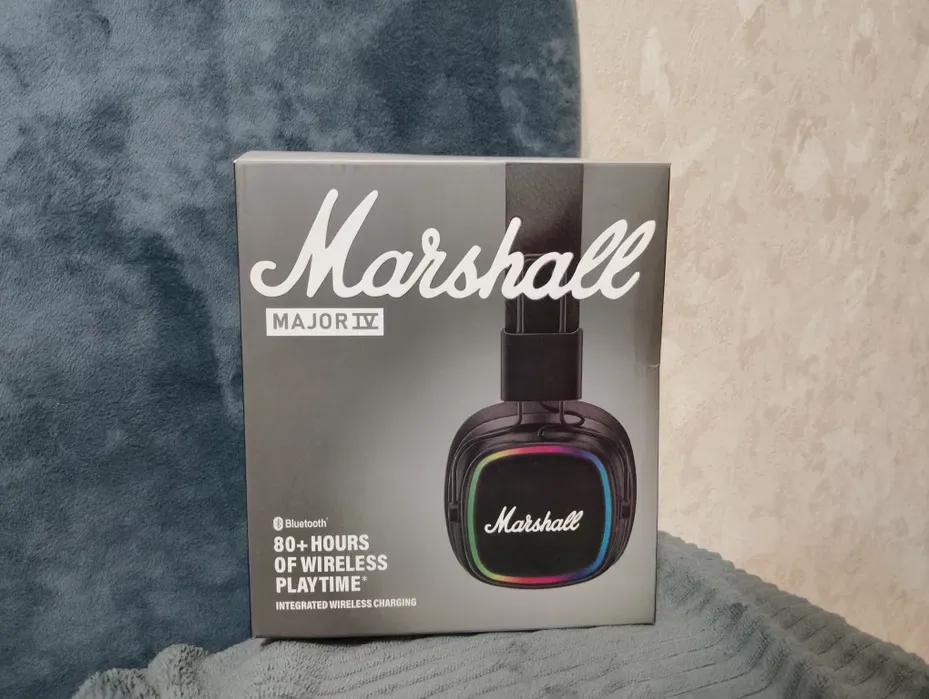 Marshall
MAJOR IV
Marshall
Bluetooth®
80+ HOURS
OF WIRELESS
PLAYTIME*
INTEGRATED WIRELESS CHARGING